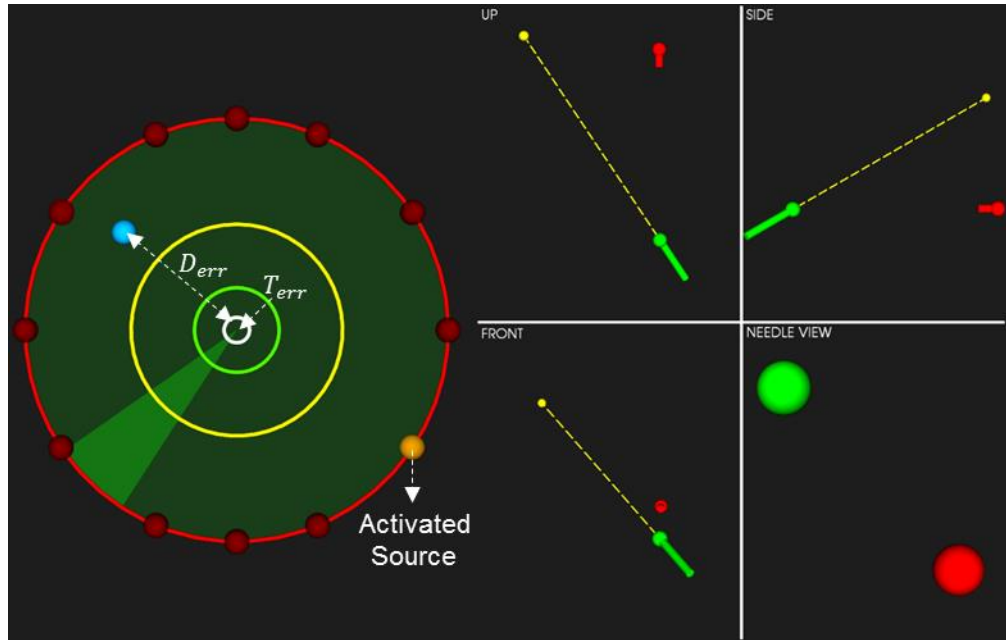 UP
SIDE
D_err
T_err
FRONT
NEEDLE VIEW
Activated
Source